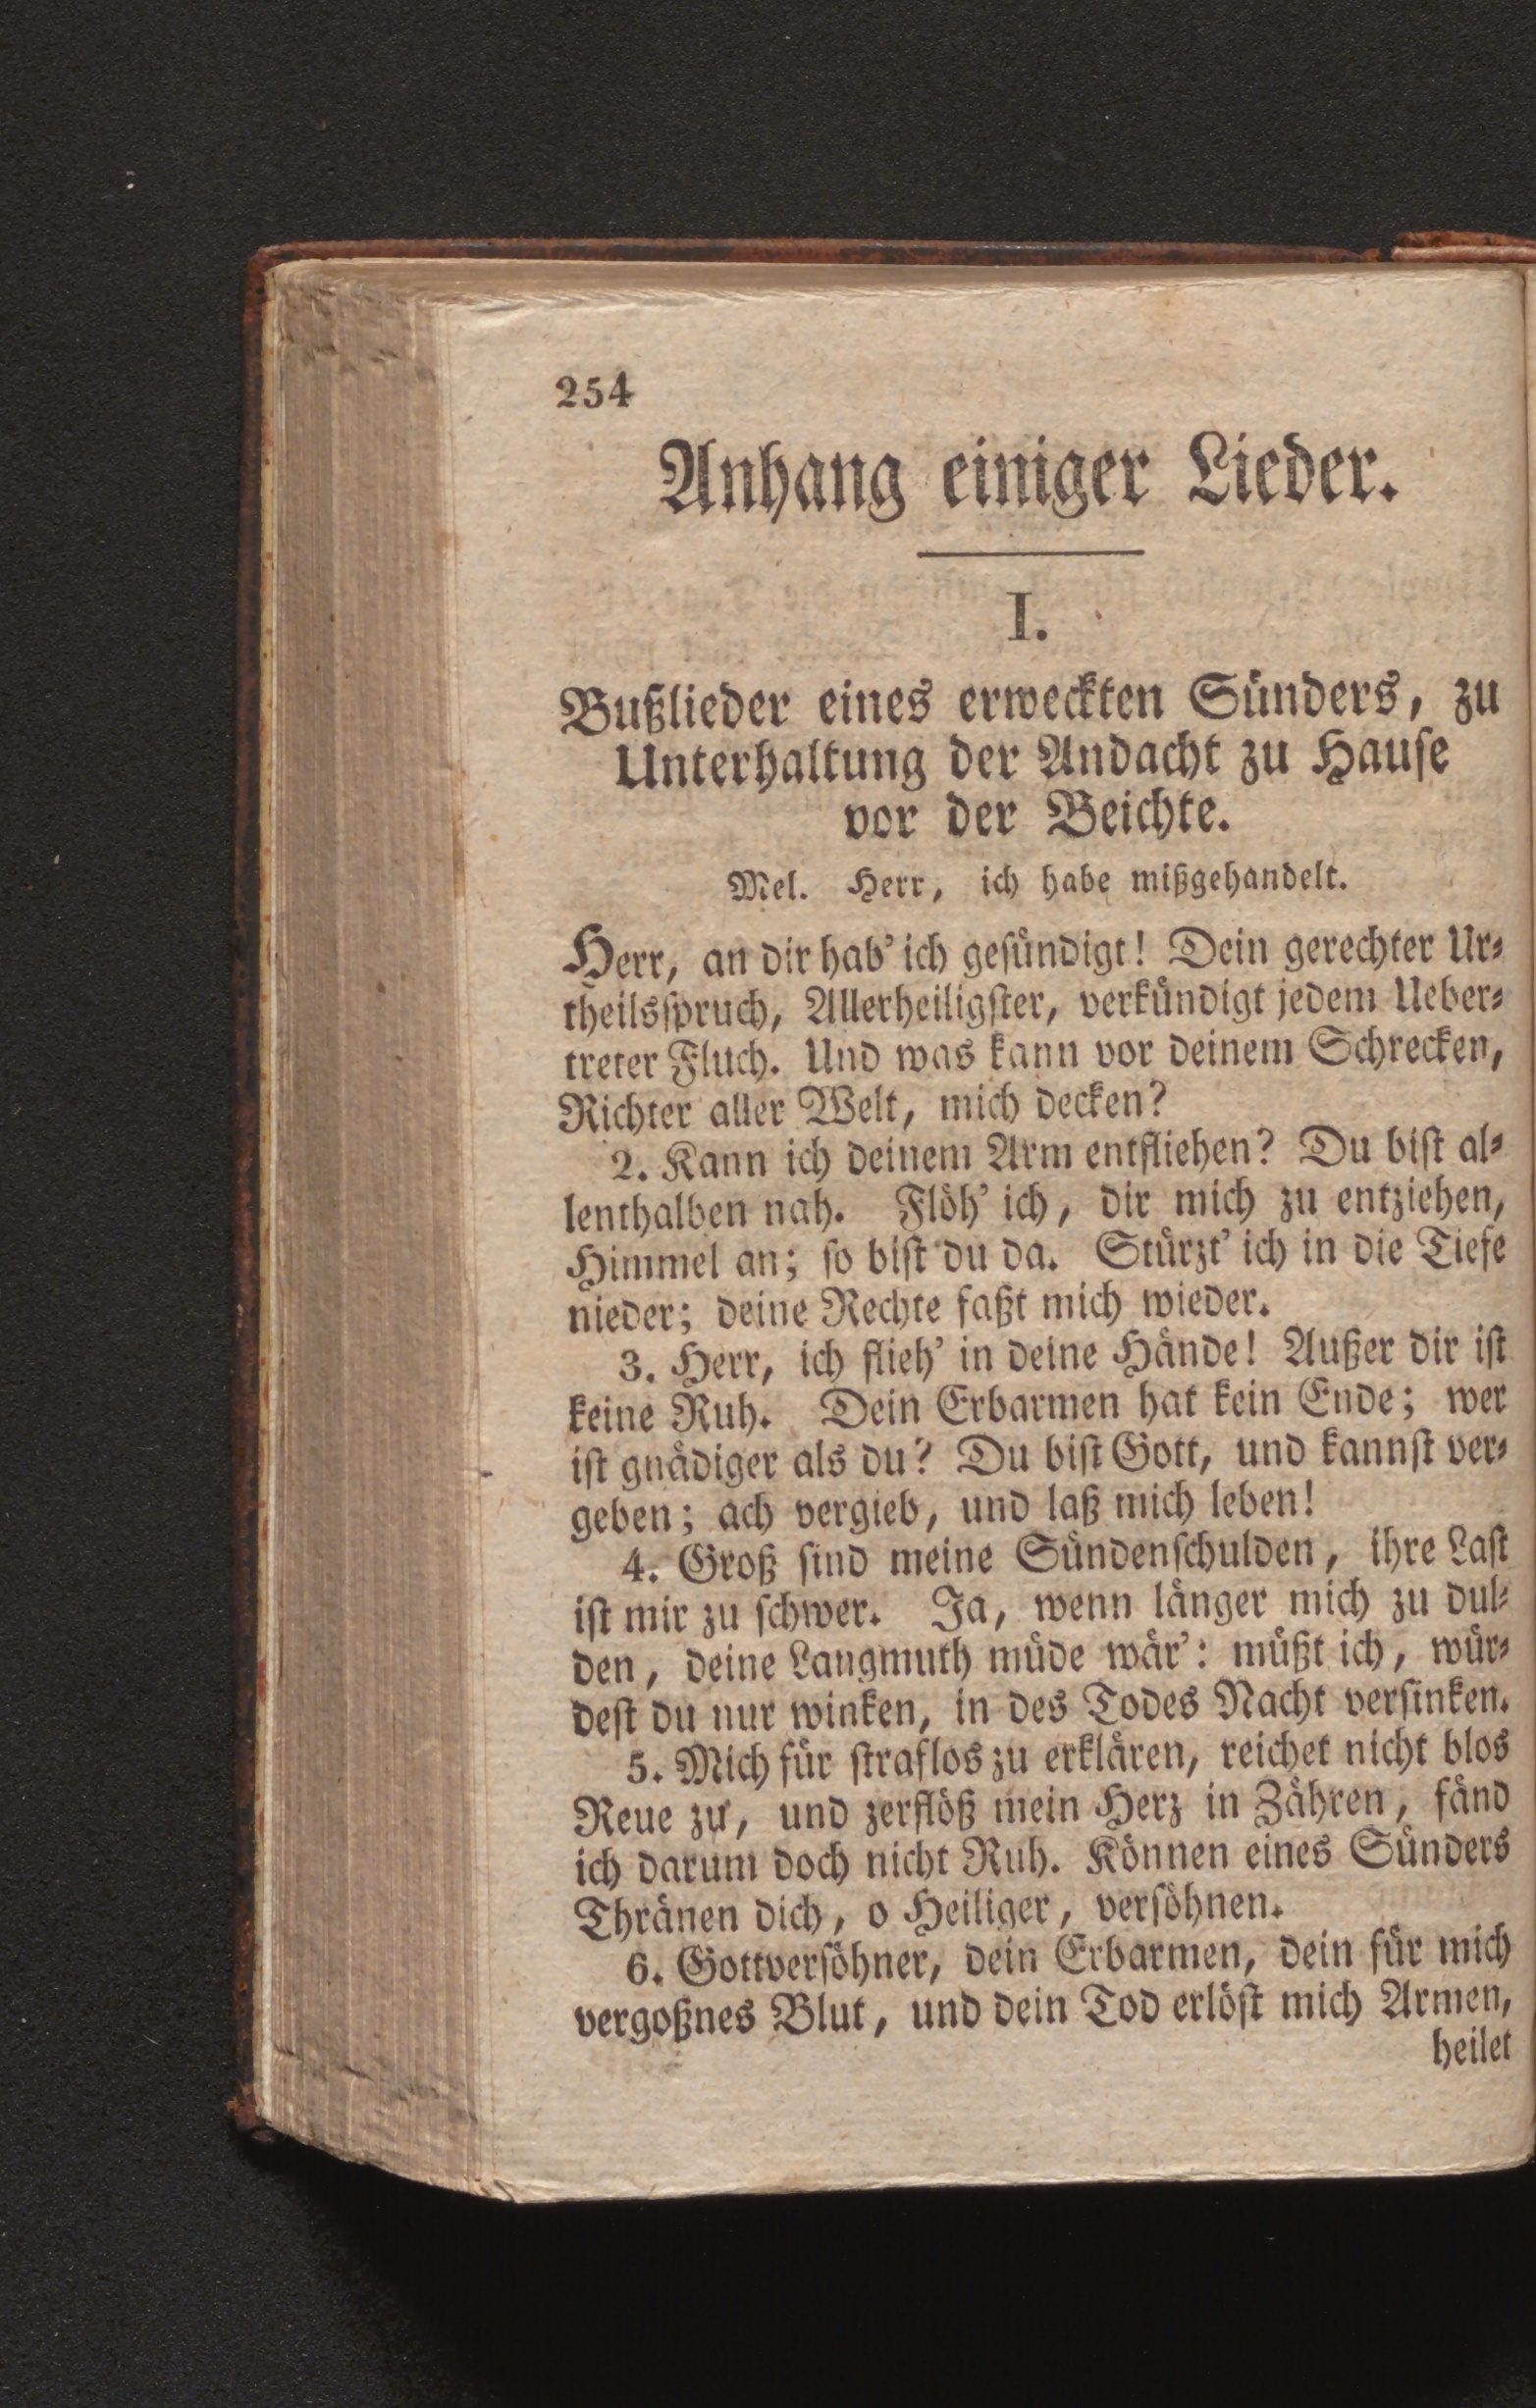 254
Anhang einiger Lieder.
I.
Bußlieder eines erweckten Sünders, zu
Unterhaltung der Andacht zu Hauſe
vor der Beichte.
Mel. Herr, ich habe mißgehandelt.
Herr, an dir hab' ich geſündigt! Dein gerechter Ur⸗
theilsſpruch, Allerheiligſter, verkündigt jedem Ueber⸗
treter Fluch. Und was kann vor deinem Schrecken,
Richter aller Welt, mich decken?
2. Kann ich deinem Arm entfliehen? Du biſt al⸗
lenthalben nah. Flöh' ich, dir mich zu entziehen,
Himmel an; ſo biſt du da. Stürzt' ich in die Tiefe
nieder; deine Rechte faßt mich wieder.
3. Herr, ich flieh' in deine Hände! Außer dir iſt
keine Ruh. Dein Erbarmen hat kein Ende; wer
iſt gnädiger als du? Du biſt Gott, und kannſt ver⸗
geben; ach vergieb, und laß mich leben!
4. Groß ſind meine Sündenſchulden, ihre Laſt
iſt mir zu ſchwer. Ja, wenn länger mich zu dul⸗
den, deine Langmuth müde wär': müßt ich, wür⸗
deſt du nur winken, in des Todes Nacht verſinken.
5. Mich für ſtraflos zu erklären, reichet nicht blos
Reue zu, und zerflöß mein Herz in Zähren, fänd
ich darum doch nicht Ruh. Können eines Sünders
Thränen dich, o Heiliger, verſöhnen.
6. Gottverſöhner, dein Erbarmen, dein für mich
vergoßnes Blut, und dein Tod erlöſt mich Armen,
heilet